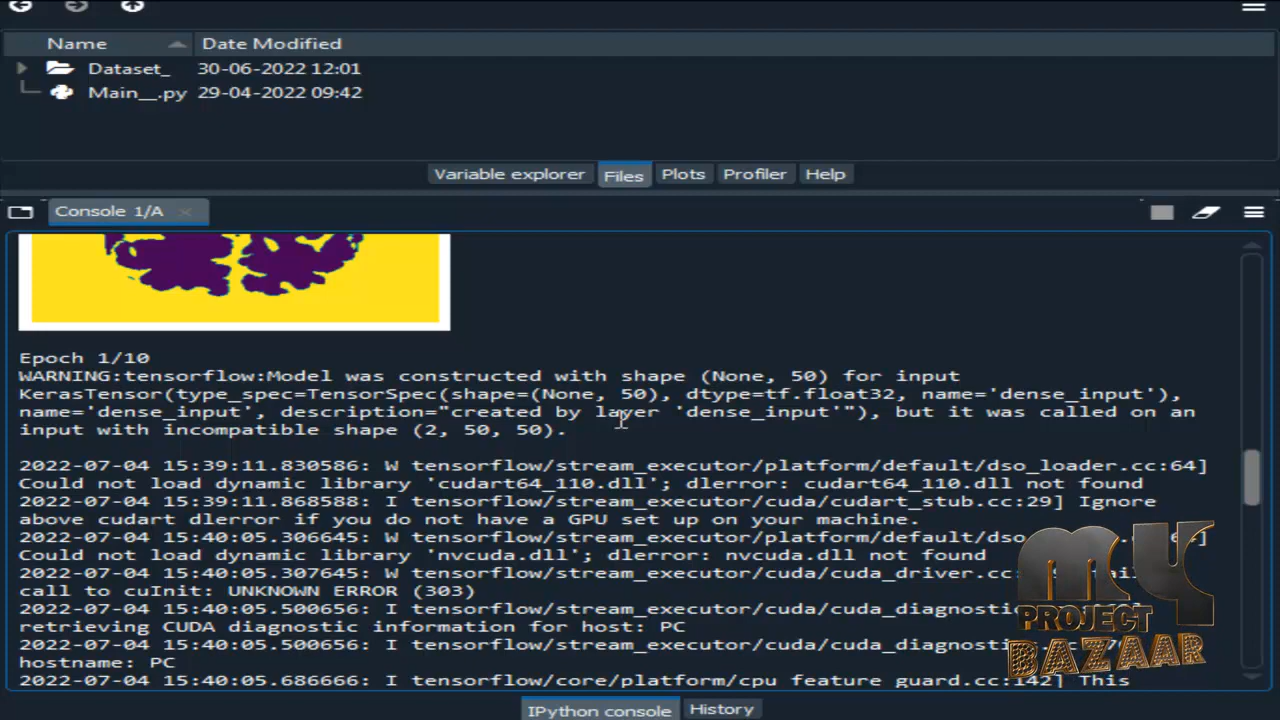 Name Date Modified
Dataset_ 30-06-2022 12:01
Main__.py 29-04-2022 09:42
Variable explorer Files Plots Profiler Help
Console 1/A
Epoch 1/10
WARNING:tensorflow:Model was constructed with shape (None, 50) for input
KerasTensor(type_spec=TensorSpec(shape=(None, 50), dtype=tf.float32, name='dense_input'),
name='dense_input', description="created by layer 'dense_input'"), but it was called on an
input with incompatible shape (2, 50, 50).
2022-07-04 15:39:11.830586: W tensorflow/stream_executor/platform/default/dso_loader.cc:64]
Could not load dynamic library 'cudart64_110.dll'; dlerror: cudart64_110.dll not found
2022-07-04 15:39:11.868588: I tensorflow/stream_executor/cuda/cudart_stub.cc:29] Ignore
above cudart dlerror if you do not have a GPU set up on your machine.
2022-07-04 15:40:05.306645: W tensorflow/stream_executor/platform/default/dso
Could not load dynamic library 'nvcuda.dll'; dlerror: nvcuda.dll not found
2022-07-04 15:40:05.307645: W tensorflow/stream_executor/cuda/cuda_driver.cc
call to cuInit: UNKNOWN ERROR (303)
2022-07-04 15:40:05.500656: I tensorflow/stream_executor/cuda/cuda_diagnosti
retrieving CUDA diagnostic information for host: PC
2022-07-04 15:40:05.500656: I tensorflow/stream_executor/cuda/cuda_diagnosti
hostname: PC
2022-07-04 15:40:05.686666: I tensorflow/core/platform/cpu_feature_guard.cc:142] This
MY
PROJECT
BAZAAR
IPython console History